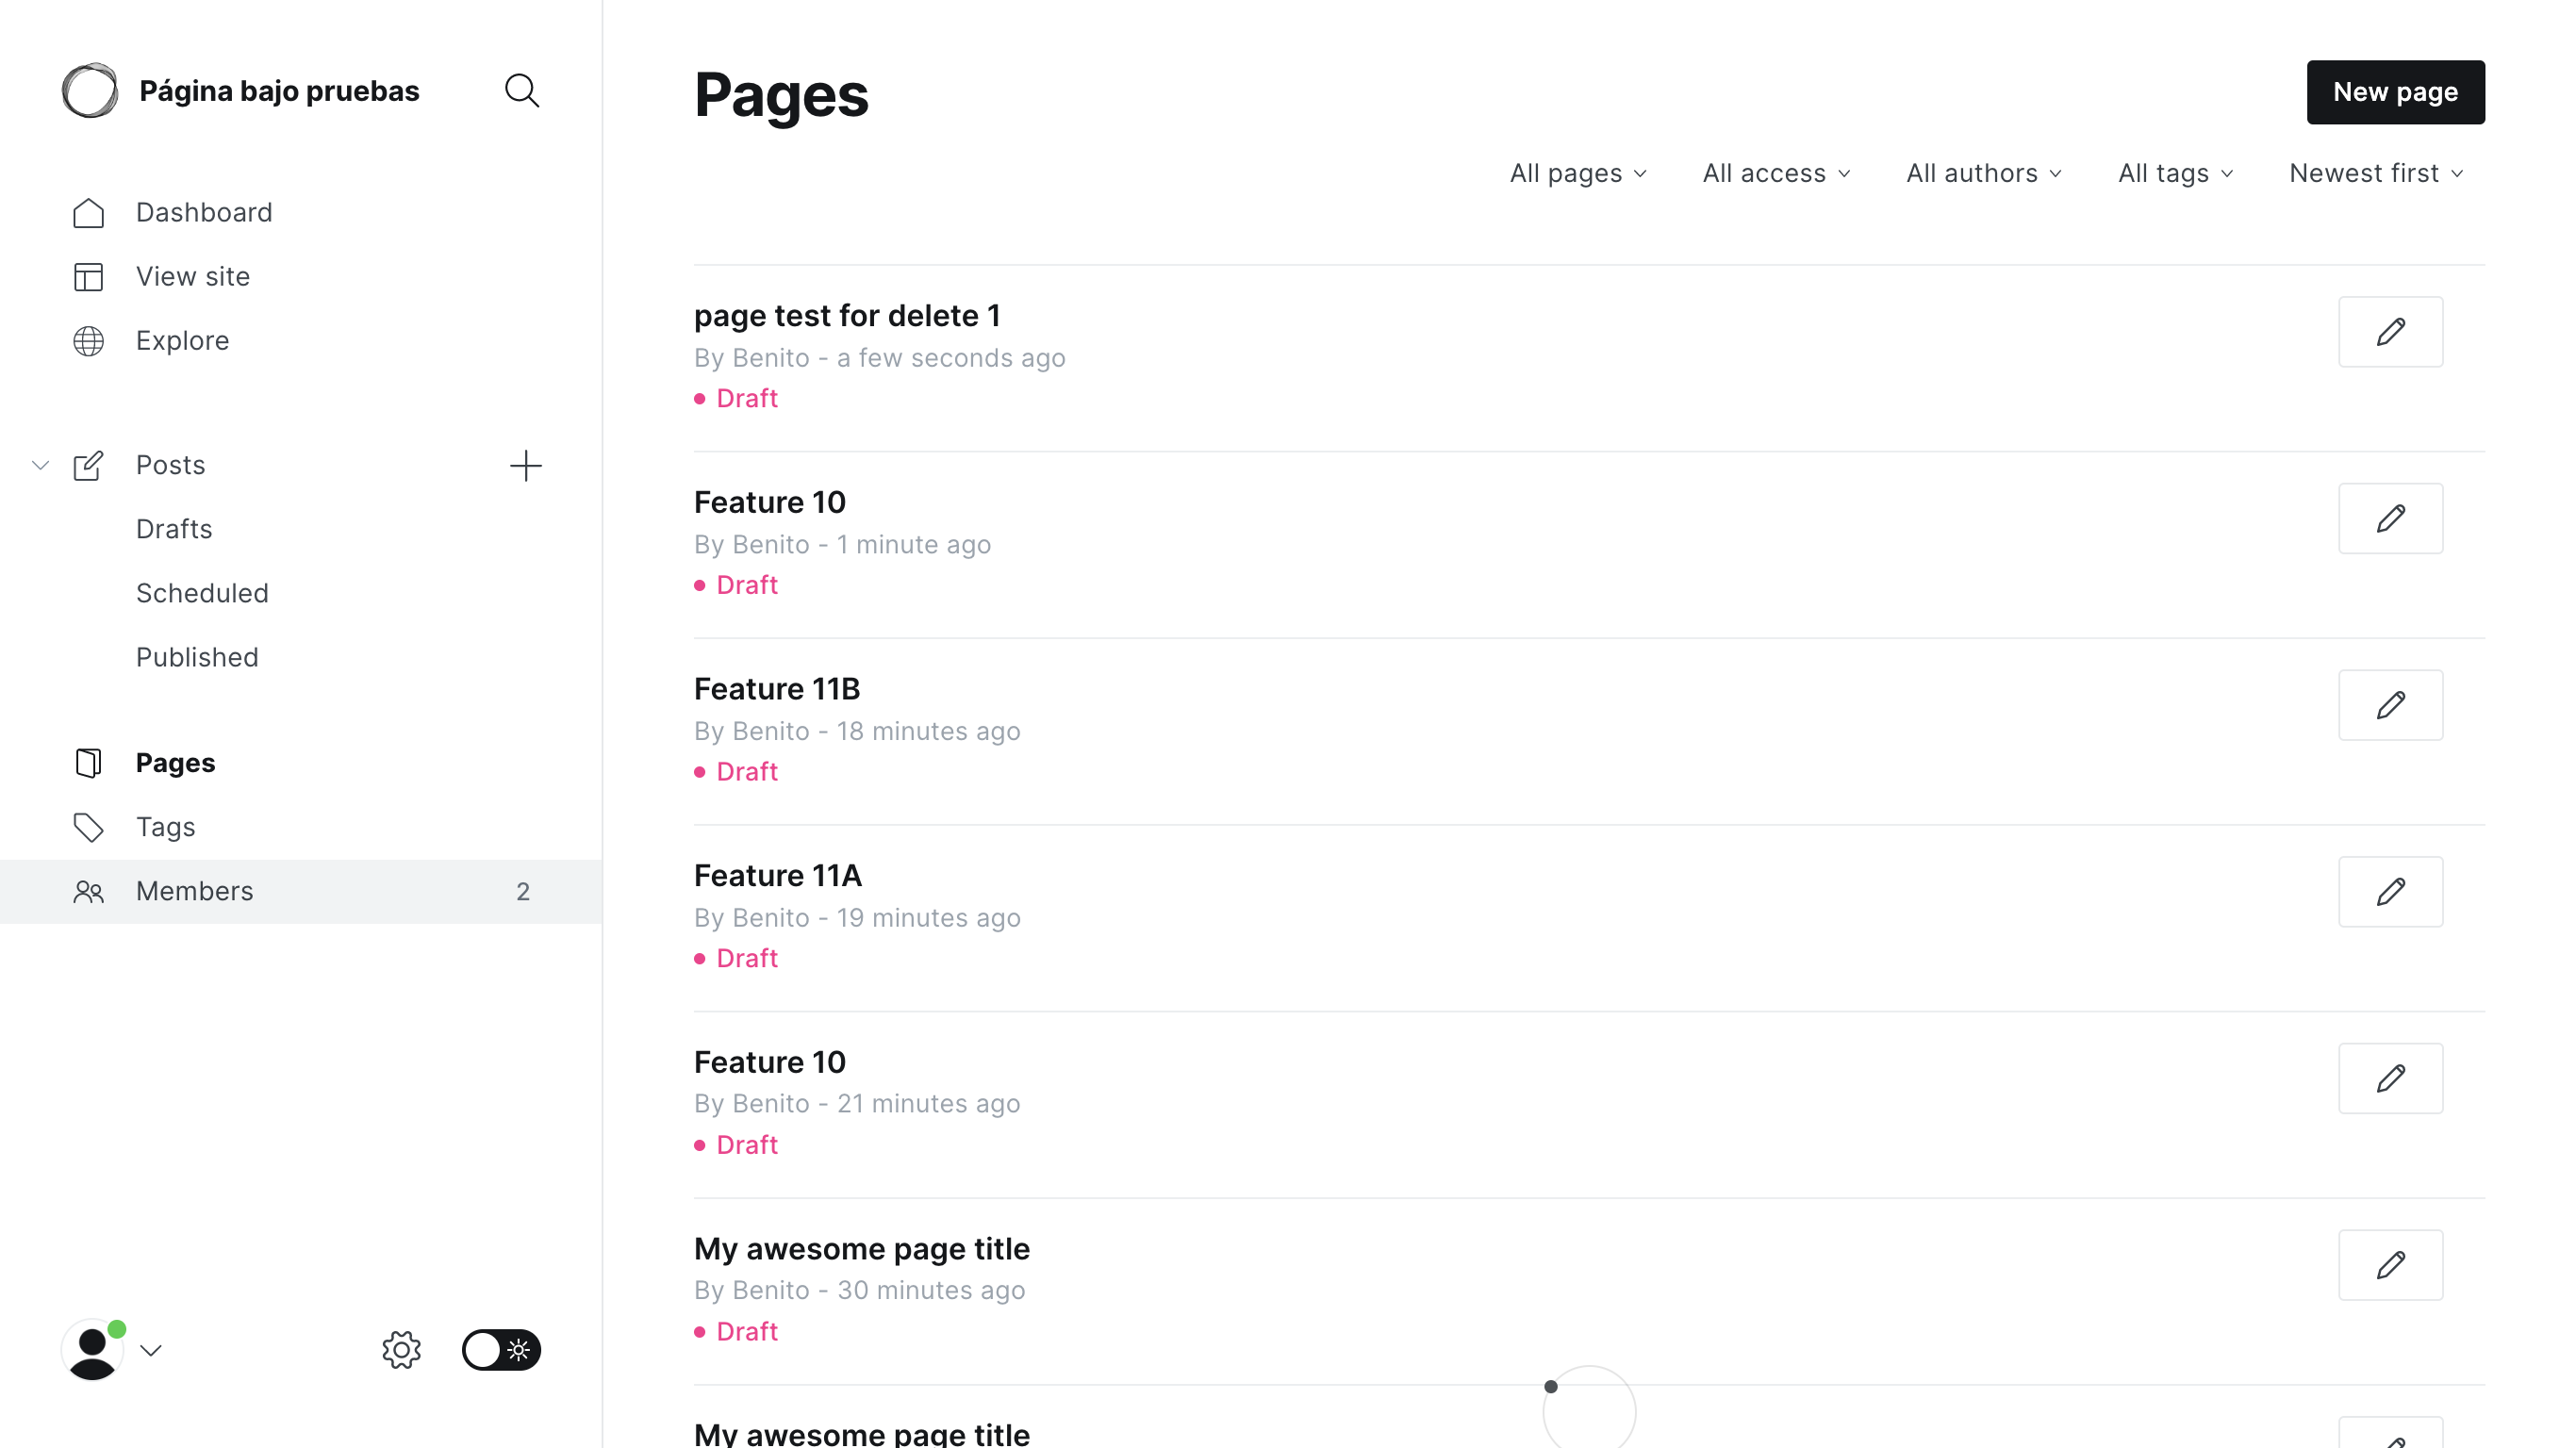 Página bajo pruebas
Dashboard
View site
Explore
Posts
Drafts
Scheduled
Published
Pages
Tags
Members 2
Pages
New page
All pages All access All authors All tags Newest first
page test for delete 1
By Benito - a few seconds ago
Draft
Feature 10
By Benito - 1 minute ago
Draft
Feature 11B
By Benito - 18 minutes ago
Draft
Feature 11A
By Benito - 19 minutes ago
Draft
Feature 10
By Benito - 21 minutes ago
Draft
My awesome page title
By Benito - 30 minutes ago
Draft
My awesome page title